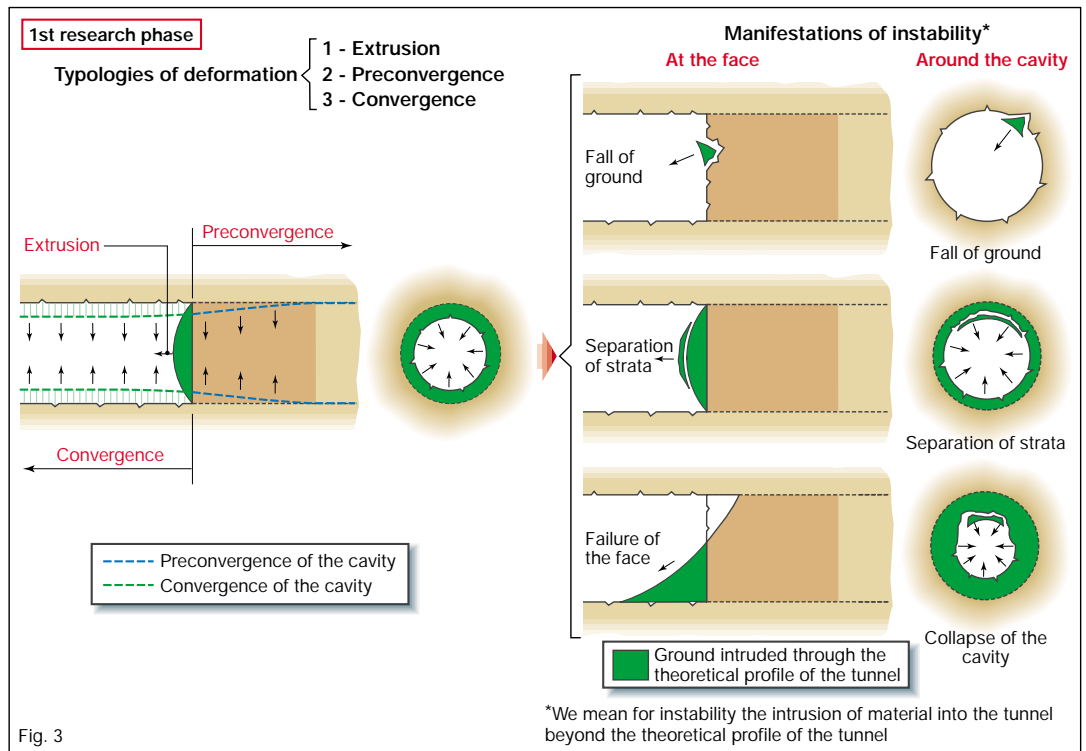 1st research phase
Typologies of deformation
1 - Extrusion
2 - Preconvergence
3 - Convergence
Extrusion
Preconvergence
Convergence
Preconvergence of the cavity
Convergence of the cavity
Manifestations of instability*
At the face
Around the cavity
Fall of
ground
Fall of ground
Separation
of strata
Separation of strata
Failure of
the face
Collapse of the
cavity
Ground intruded through the
theoretical profile of the tunnel
*We mean for instability the intrusion of material into the tunnel
beyond the theoretical profile of the tunnel
Fig. 3